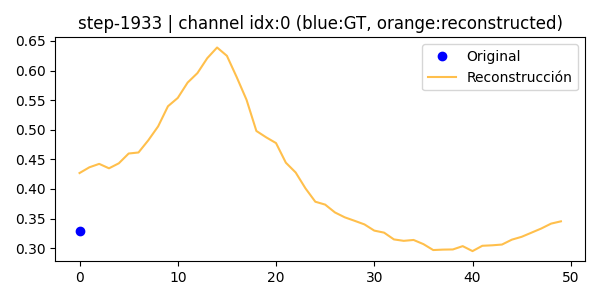 step-1933 | channel idx:0 (blue:GT, orange:reconstructed)
0.65
0.60
0.55
0.50
0.45
0.40
0.35
0.30
Original
Reconstrucción
0 10 20 30 40 50